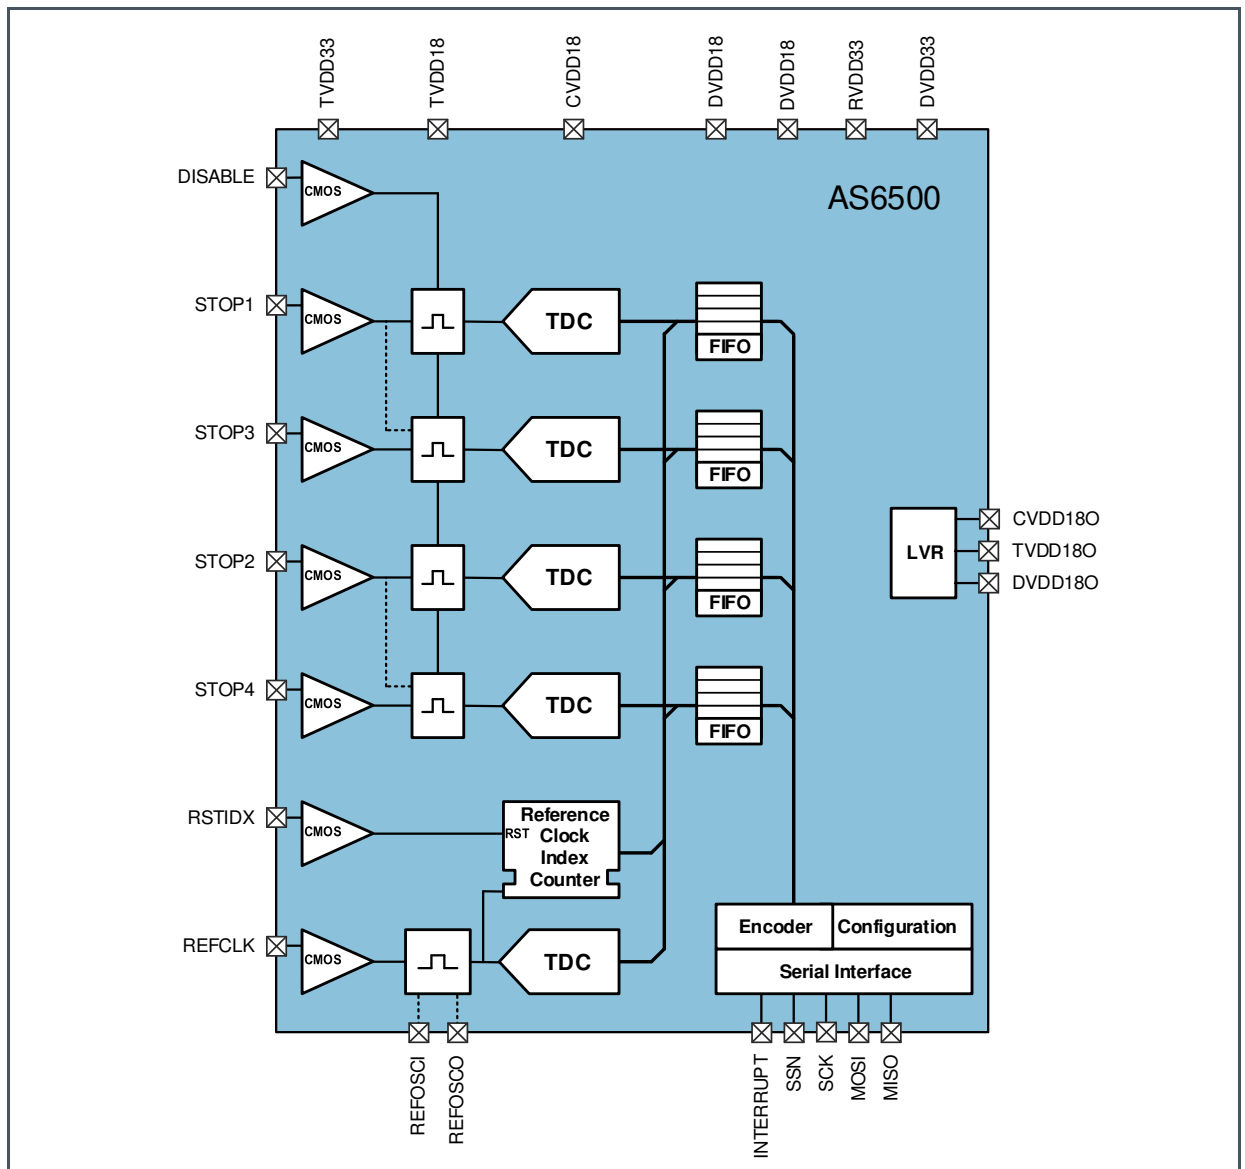 TVDD33
TVDD18
CVDD18
DVDD18
DVDD18
RVDD33
DVDD33
DISABLE
CMOS
AS6500
STOP1
CMOS
TDC
FIFO
STOP3
CMOS
TDC
FIFO
CVDD18O
LVR
TVDD18O
DVDD18O
STOP2
CMOS
TDC
FIFO
STOP4
CMOS
TDC
FIFO
RSTIDX
CMOS
RST
Reference
Clock
Index
Counter
REFCLK
CMOS
TDC
Encoder
Configuration
Serial Interface
REFOSCI
REFOSCO
INTERRUPT
SSN
SCK
MOSI
MISO